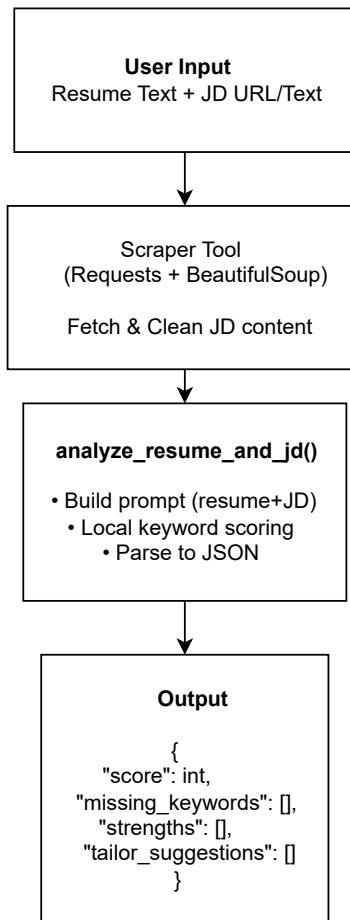 User Input
Resume Text + JD URL/Text
Scraper Tool
(Requests + BeautifulSoup)
Fetch & Clean JD content
analyze_resume_and_jd()
• Build prompt (resume+JD)
• Local keyword scoring
• Parse to JSON
Output
{
"score": int,
"missing_keywords": [],
"strengths": [],
"tailor_suggestions": []
}